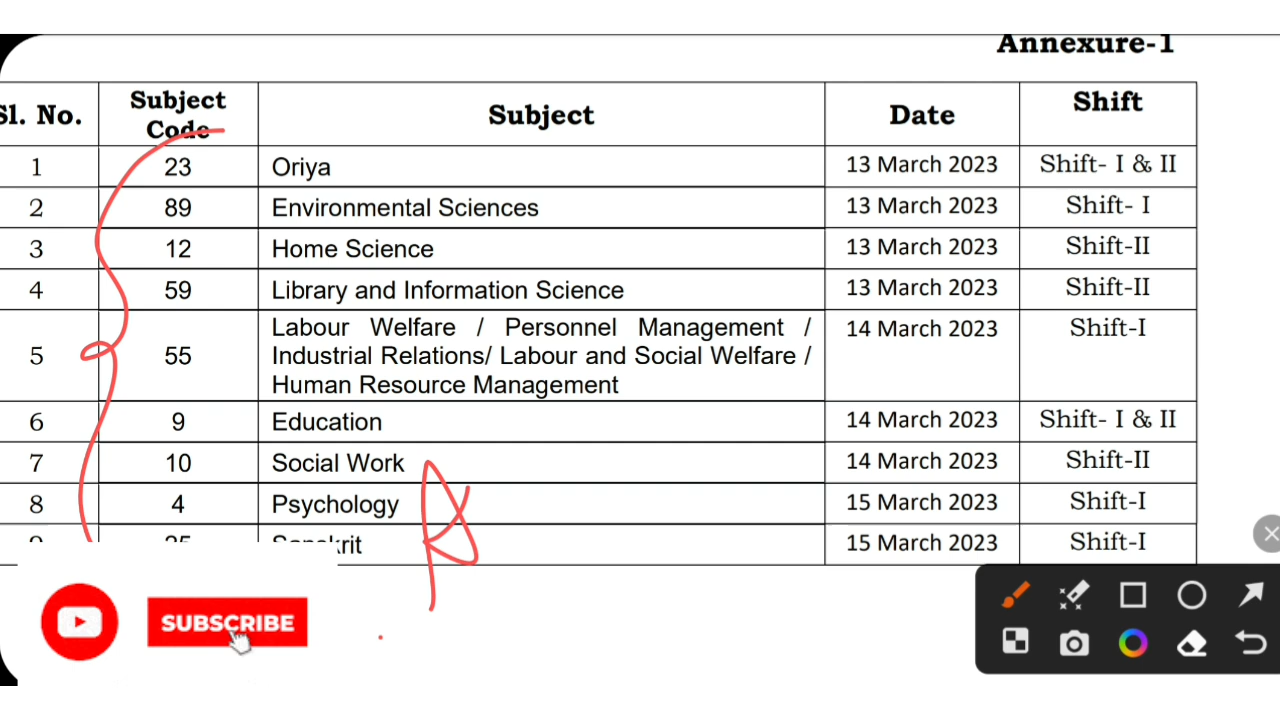 Annexure-1
Sl. No. Subject Code Subject Date Shift
1 23 Oriya 13 March 2023 Shift- I & II
2 89 Environmental Sciences 13 March 2023 Shift- I
3 12 Home Science 13 March 2023 Shift-II
4 59 Library and Information Science 13 March 2023 Shift-II
5 55 Labour Welfare / Personnel Management /
Industrial Relations/ Labour and Social Welfare /
Human Resource Management 14 March 2023 Shift-I
6 9 Education 14 March 2023 Shift- I & II
7 10 Social Work 14 March 2023 Shift-II
8 4 Psychology 15 March 2023 Shift-I
15 March 2023 Shift-I
SUBSCRIBE